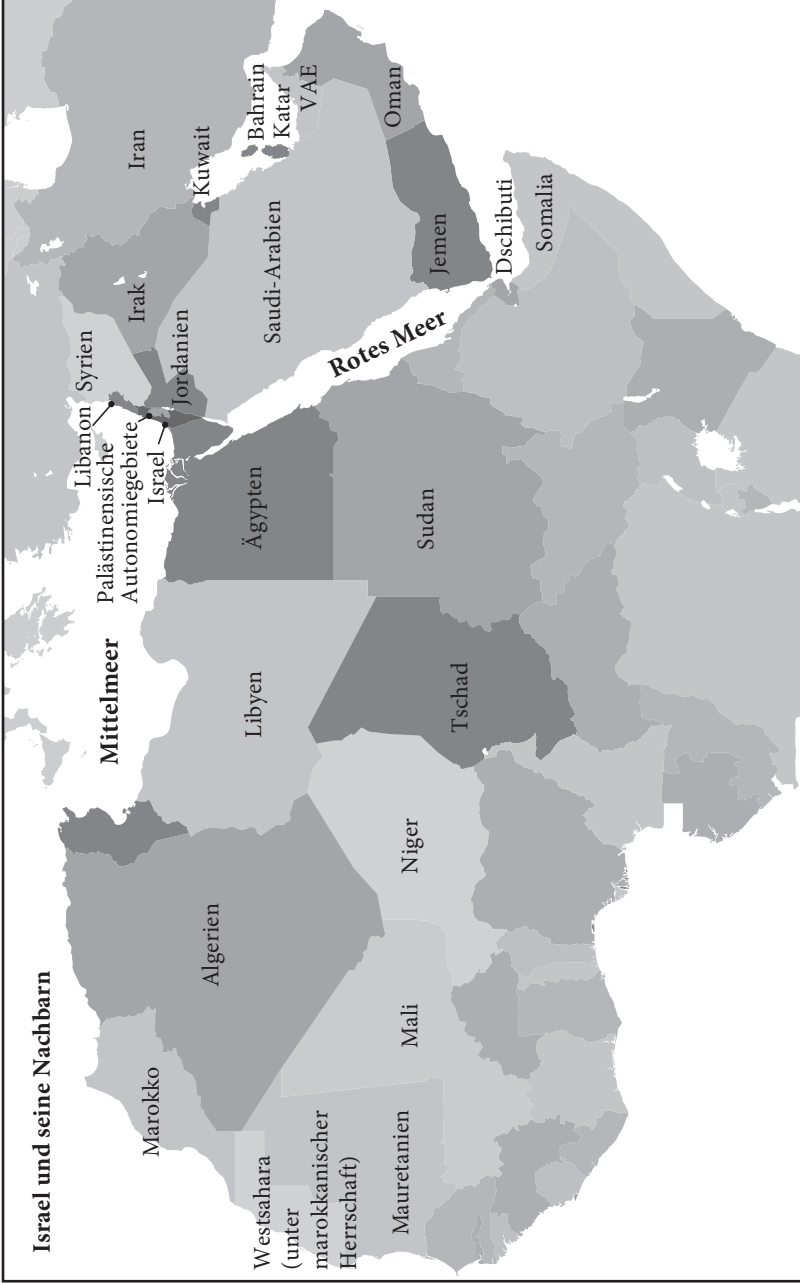 Israel und seine Nachbarn
Marokko
Westsahara
(unter
marokkanischer
Herrschaft)
Mauretanien
Algerien
Mali
Niger
Mittelmeer
Libyen
Tschad
Libanon
Palästinensische
Autonomiegebiete
Israel
Ägypten
Sudan
Syrien
Jordanien
Irak
Iran
Kuwait
Saudi-Arabien
Rotes Meer
Bahrain
Katar
VAE
Oman
Jemen
Dschibuti
Somalia